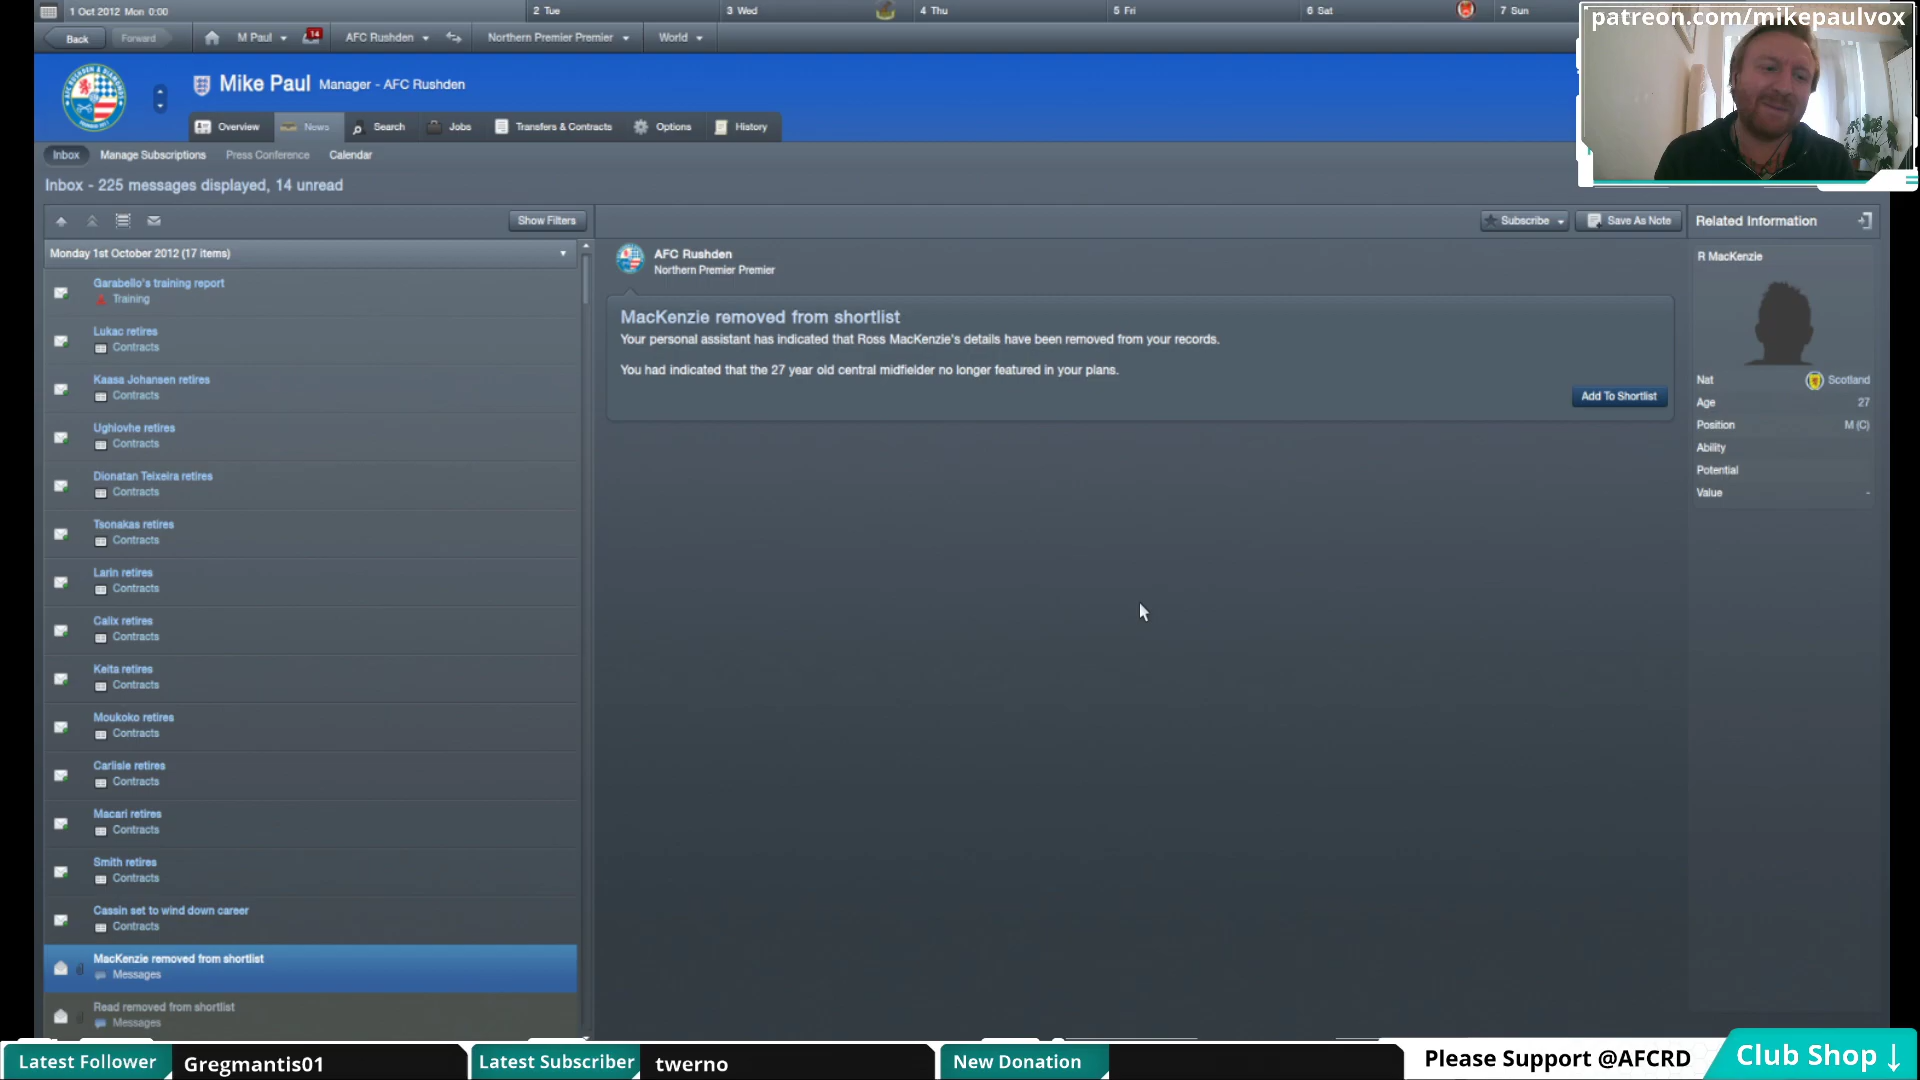 1 Oct 2012 Mon 0:00
2 Tue
3 Wed
4 Thu
5 Fri
6 Sat
7 Sun
patreon.com/mikepaulvox
Back
Forward
M Paul
14
AFC Rushden
Northern Premier Premier
World
Mike Paul Manager - AFC Rushden
Overview
News
Search
Jobs
Transfers & Contracts
Options
History
Inbox
Manage Subscriptions
Press Conference
Calendar
Inbox - 225 messages displayed, 14 unread
Show Filters
Subscribe
Save As Note
Related Information
Monday 1st October 2012 (17 items)
Garabello's training report
Training
Lukac retires
Contracts
Kaasa Johansen retires
Contracts
Ughlovhe retires
Contracts
Dionatan Teixeira retires
Contracts
Tsonakas retires
Contracts
Larin retires
Contracts
Calix retires
Contracts
Keita retires
Contracts
Moukoko retires
Contracts
Carlisle retires
Contracts
Macari retires
Contracts
Smith retires
Contracts
Cassin set to wind down career
Contracts
MacKenzie removed from shortlist
Messages
Read removed from shortlist
Messages
AFC Rushden
Northern Premier Premier
MacKenzie removed from shortlist
Your personal assistant has indicated that Ross MacKenzie's details have been removed from your records.
You had indicated that the 27 year old central midfielder no longer featured in your plans.
Add To Shortlist
R MacKenzie
Nat Scotland
Age 27
Position M (C)
Ability
Potential
Value -
Latest Follower Gregmantis01
Latest Subscriber twerno
New Donation
Please Support @AFCRD
Club Shop ↓